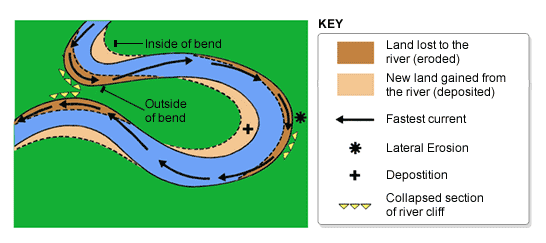 Inside of bend
Outside
of bend
KEY
Land lost to the
river (eroded)
New land gained from
the river (deposited)
Fastest current
Lateral Erosion
Depostition
Collapsed section
of river cliff